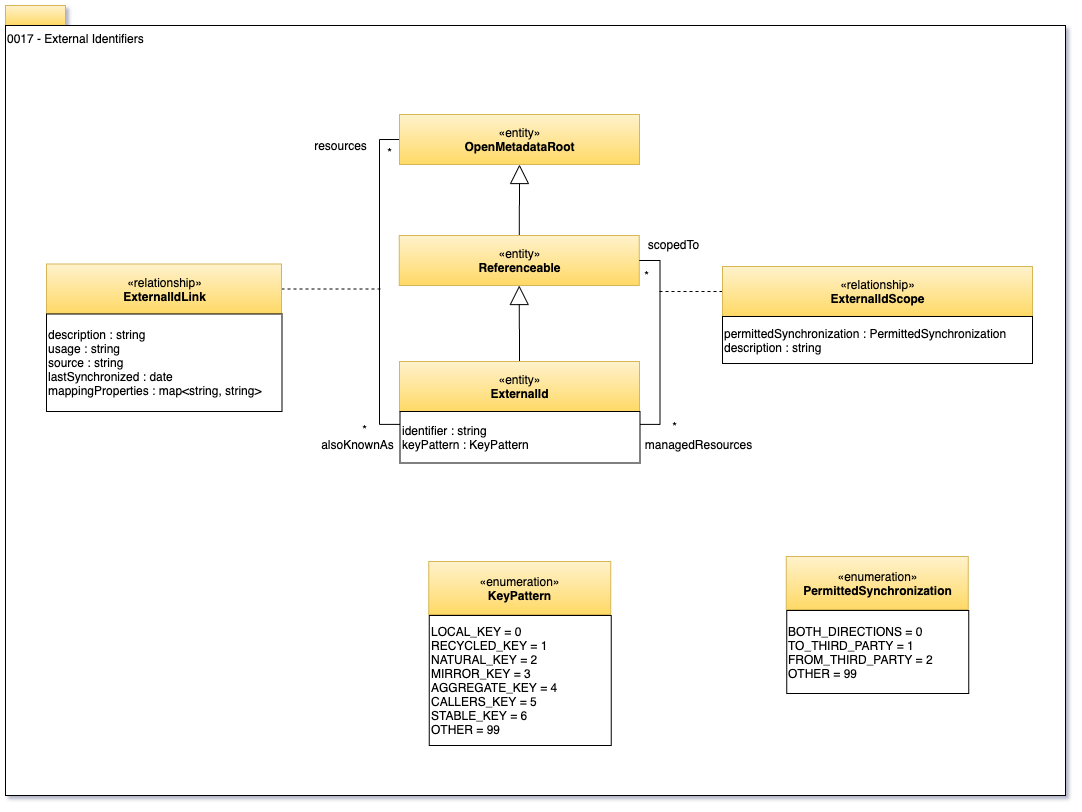 0017 - External Identifiers
«entity»
OpenMetadataRoot
resources
*
«entity»
Referenceable
scopedTo
*
«relationship»
ExternalIdLink
description : string
usage : string
source : string
lastSynchronized : date
mappingProperties : map<string, string>
«relationship»
ExternalIdScope
permittedSynchronization : PermittedSynchronization
description : string
«entity»
ExternalId
identifier : string
keyPattern : KeyPattern
*
alsoKnownAs
*
managedResources
«enumeration»
KeyPattern
LOCAL_KEY = 0
RECYCLED_KEY = 1
NATURAL_KEY = 2
MIRROR_KEY = 3
AGGREGATE_KEY = 4
CALLERS_KEY = 5
STABLE_KEY = 6
OTHER = 99
«enumeration»
PermittedSynchronization
BOTH_DIRECTIONS = 0
TO_THIRD_PARTY = 1
FROM_THIRD_PARTY = 2
OTHER = 99